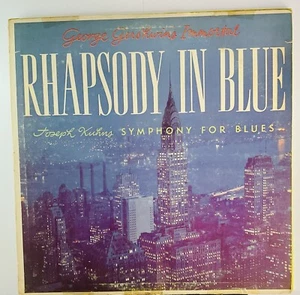 George Gershwin's Immortal
RHAPSODY IN BLUE
Joseph Kuhns SYMPHONY FOR BLUES